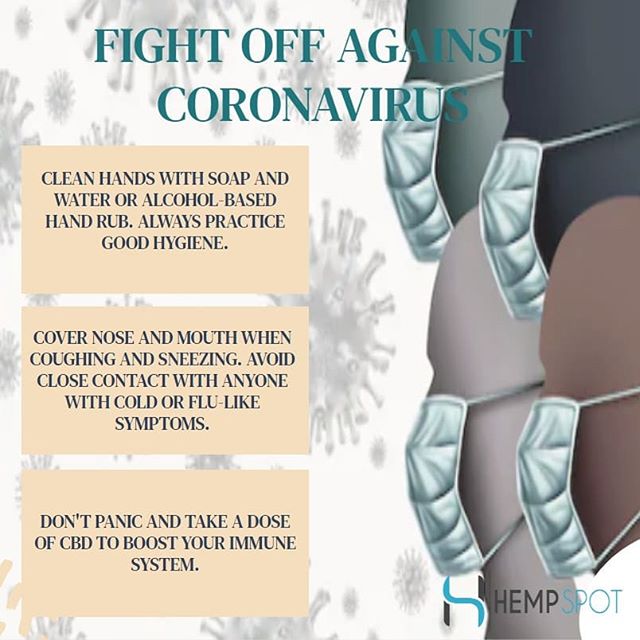 FIGHT OFF AGAINST
CORONAVIRUS
CLEAN HANDS WITH SOAP AND
WATER OR ALCOHOL-BASED
HAND RUB. ALWAYS PRACTICE
GOOD HYGIENE.
COVER NOSE AND MOUTH WHEN
COUGHING AND SNEEZING. AVOID
CLOSE CONTACT WITH ANYONE
WITH COLD OR FLU-LIKE
SYMPTOMS.
DON'T PANIC AND TAKE A DOSE
OF CBD TO BOOST YOUR IMMUNE
SYSTEM.
HEMP SPOT